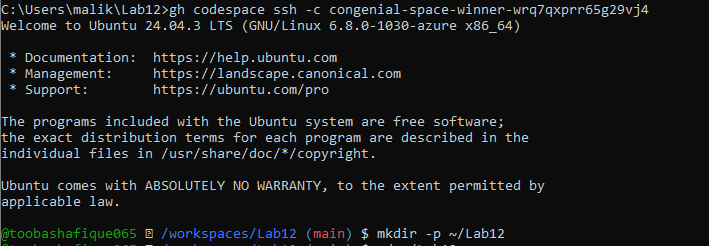 C:\Users\malik\Lab12>gh codespace ssh -c congenial-space-winner-wrq7qxprr65g29vj4
Welcome to Ubuntu 24.04.3 LTS (GNU/Linux 6.8.0-1030-azure x86_64)
* Documentation:  https://help.ubuntu.com
* Management:     https://landscape.canonical.com
* Support:        https://ubuntu.com/pro
The programs included with the Ubuntu system are free software;
the exact distribution terms for each program are described in the
individual files in /usr/share/doc/*/copyright.
Ubuntu comes with ABSOLUTELY NO WARRANTY, to the extent permitted by
applicable law.
@toobashafique065 /workspaces/Lab12 (main) $ mkdir -p ~/Lab12